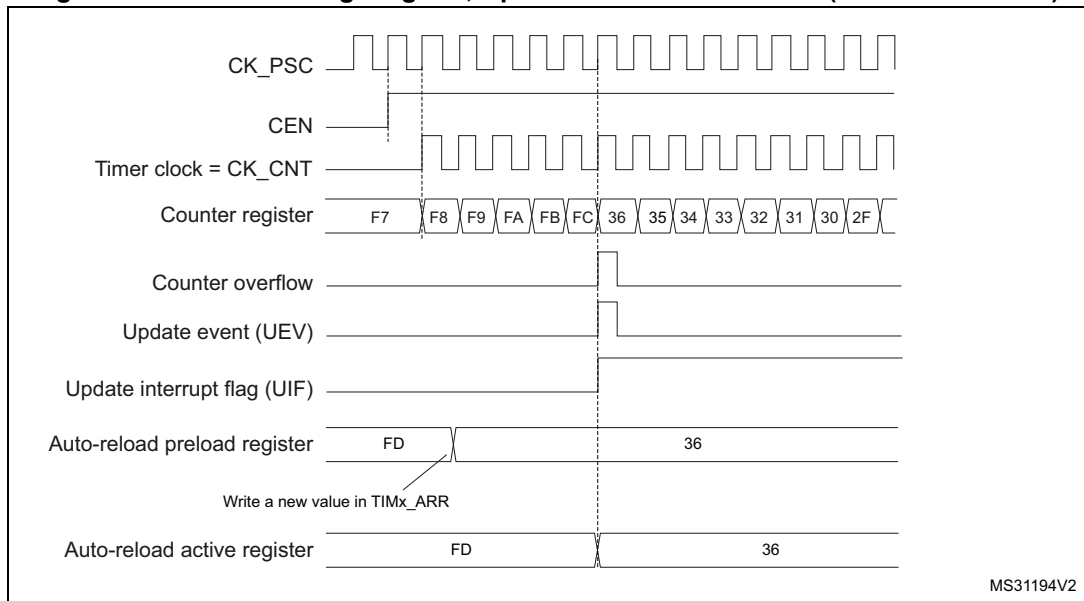 CK_PSC
CEN
Timer clock = CK_CNT
Counter register F7 F8 F9 FA FB FC 36 35 34 33 32 31 30 2F
Counter overflow
Update event (UEV)
Update interrupt flag (UIF)
Auto-reload preload register FD 36
Write a new value in TIMx_ARR
Auto-reload active register FD 36
MS31194V2